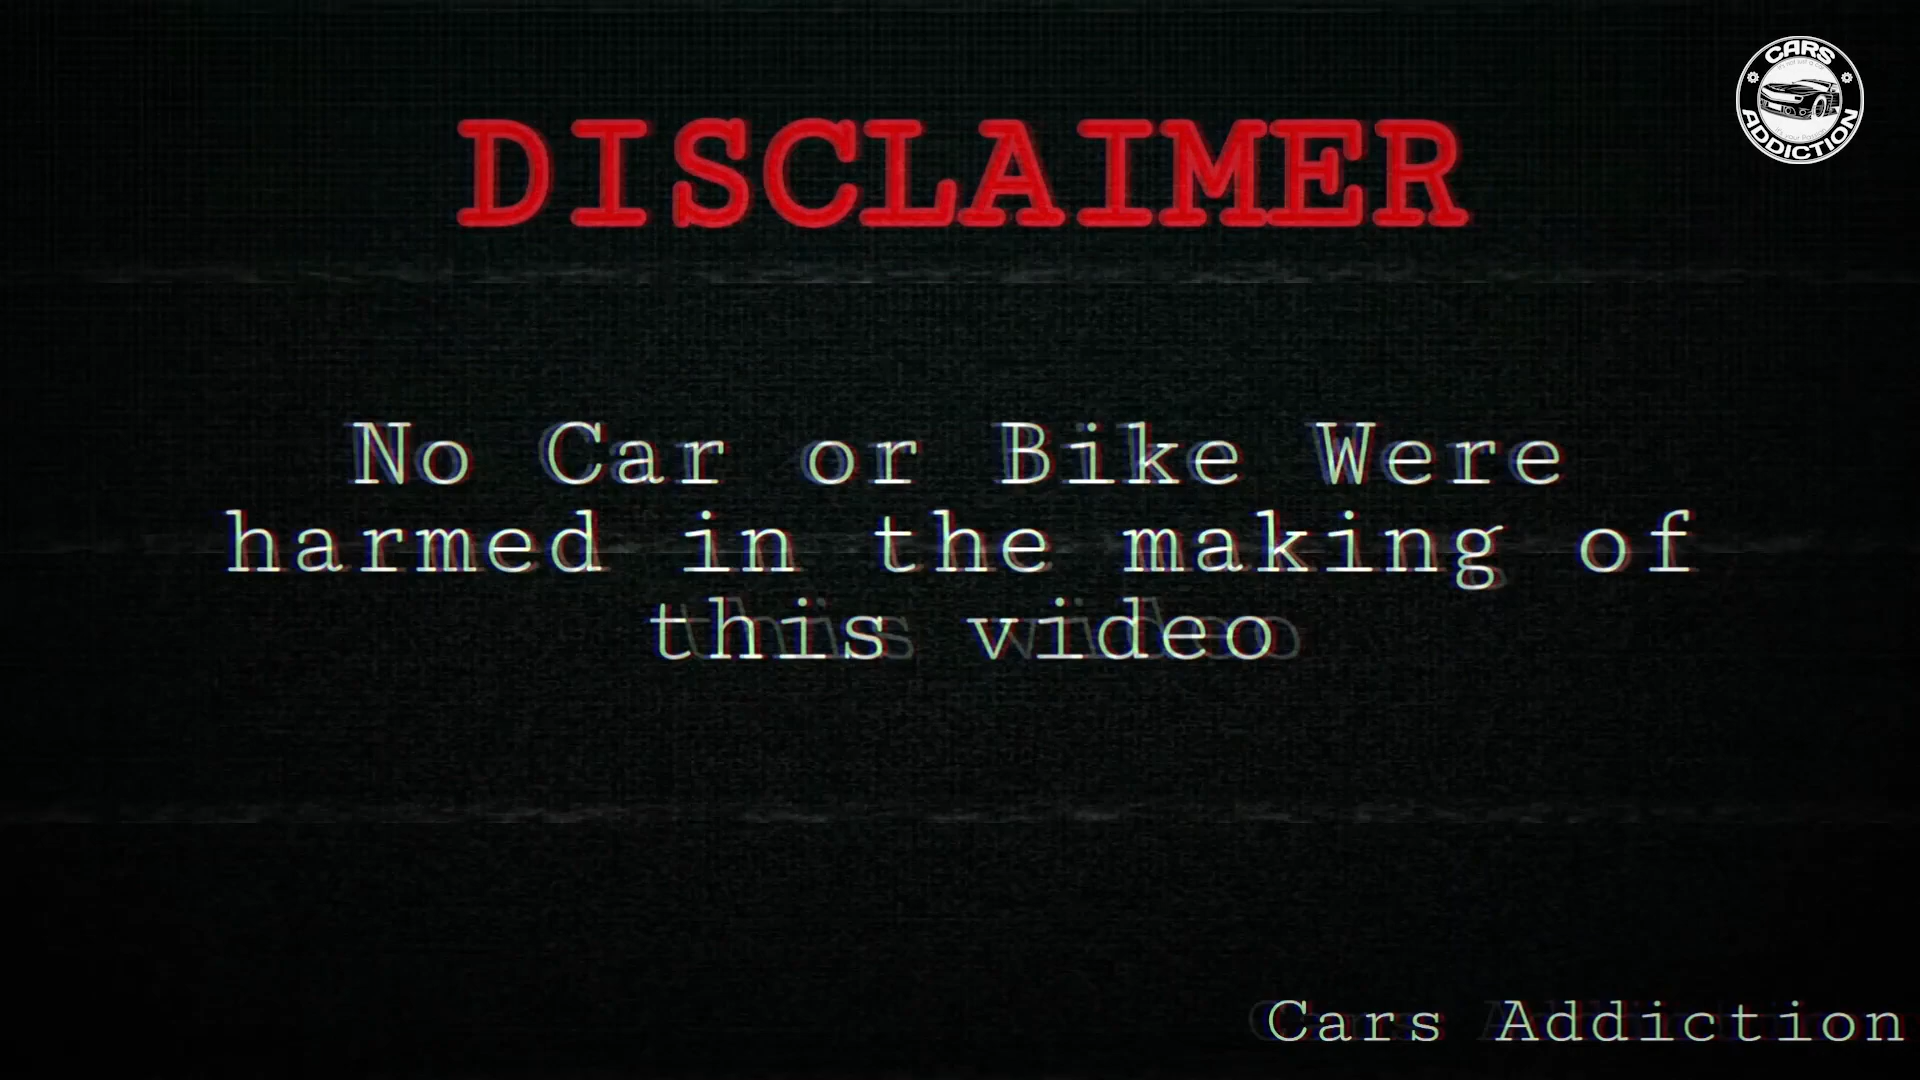 CARS
ADDICTION
DISCLAIMER
No Car or Bike Were
harmed in the making of
this video
Cars Addiction